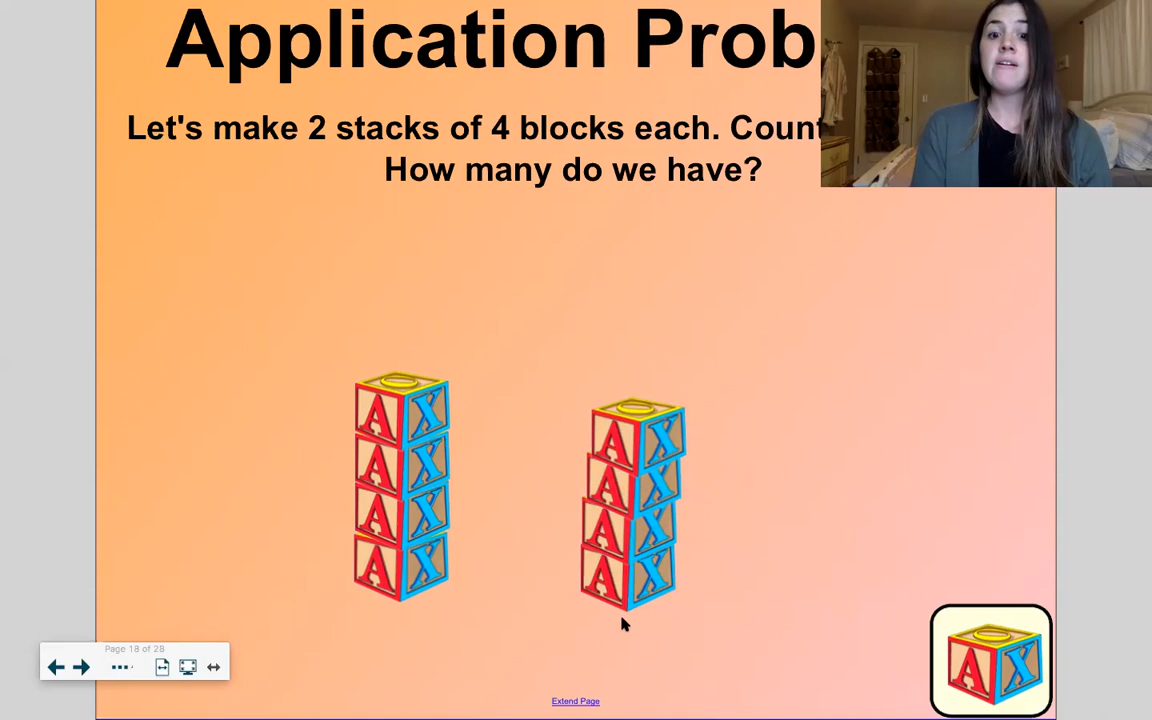 Application Prob
Let's make 2 stacks of 4 blocks each. Count
How many do we have?
A X
A X
A X
A X
A X
A X
A X
A X
A X
Page 18 of 28
Extend Page